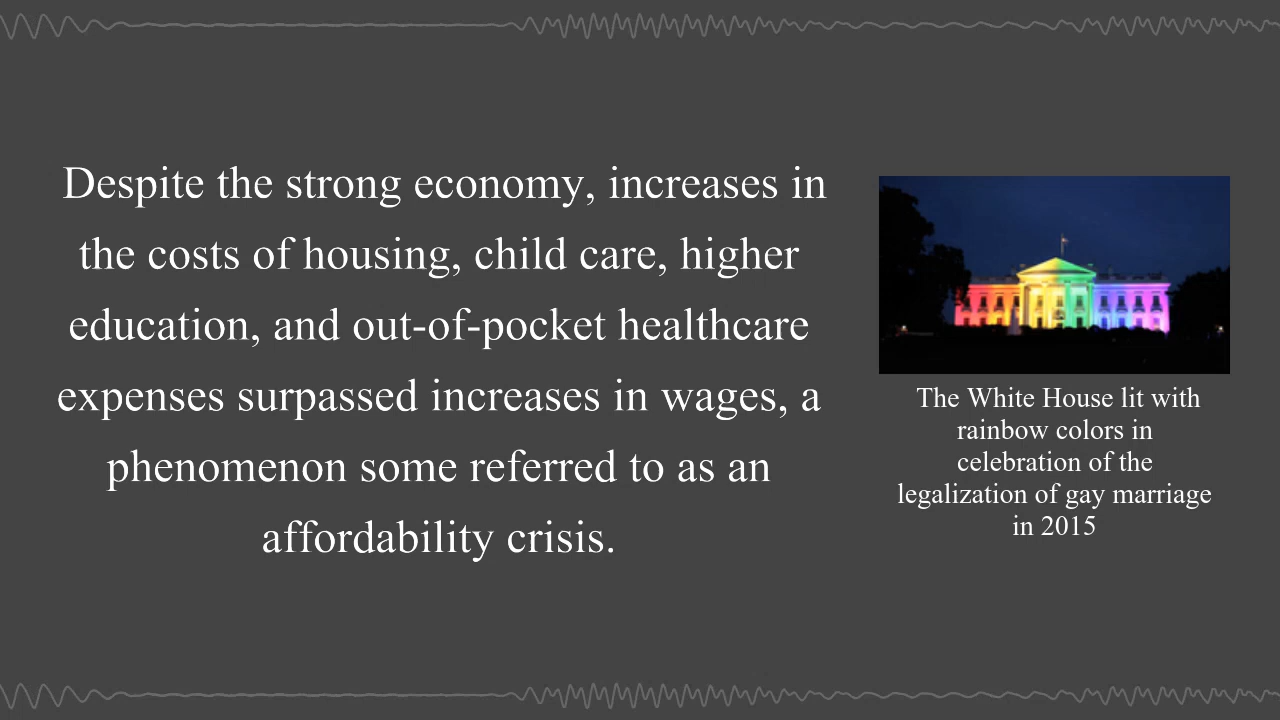 Despite the strong economy, increases in
the costs of housing, child care, higher
education, and out-of-pocket healthcare
expenses surpassed increases in wages, a
phenomenon some referred to as an
affordability crisis.
The White House lit with
rainbow colors in
celebration of the
legalization of gay marriage
in 2015